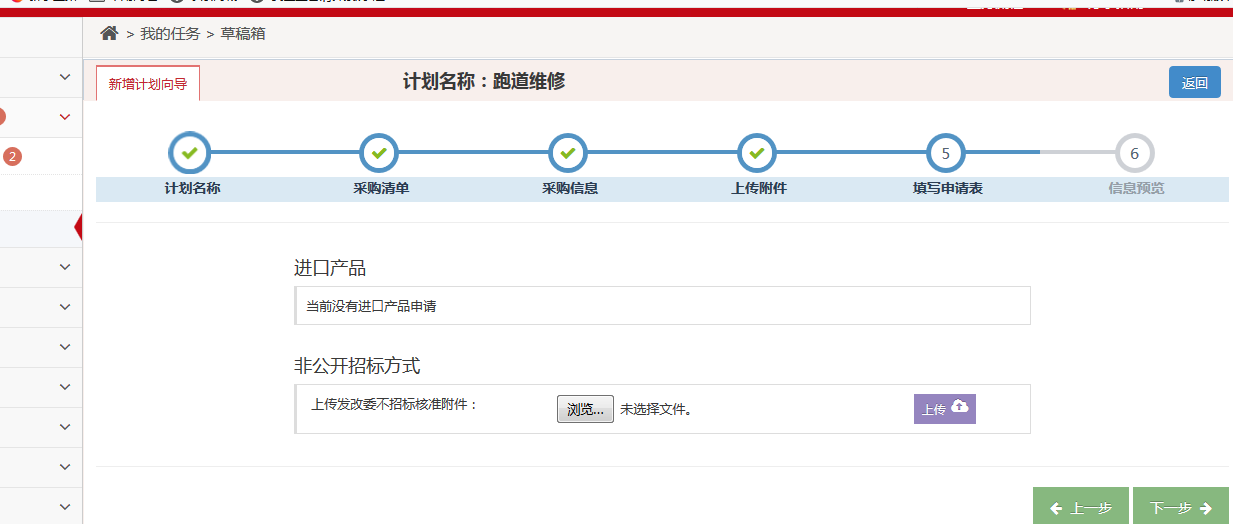 > 我的任务 > 草稿箱
新增计划向导
计划名称：跑道维修
返回
2
5
6
计划名称
采购清单
采购信息
上传附件
填写申请表
信息预览
进口产品
当前没有进口产品申请
非公开招标方式
上传发改委不招标核准附件：
浏览...
未选择文件。
上传
上一步
下一步